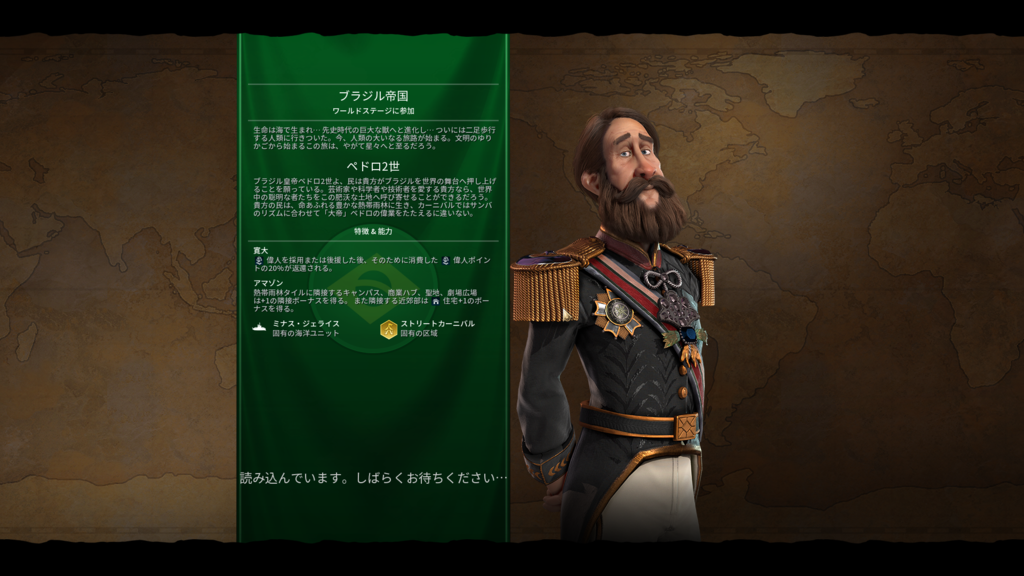 ブラジル帝国
ワールドステージに参加
生命は海で生まれ… 先史時代の巨大な獣へと進化し… ついには二足歩行
する人類に行きついた。今、人類の大いなる旅路が始まる。文明のゆり
かごから始まるこの旅は、やがて星々へと至るだろう。
ペドロ2世
ブラジル皇帝ペドロ2世よ、民は貴方がブラジルを世界の舞台へ押し上げ
ることを願っている。芸術家や科学者や技術者を愛する貴方なら、世界
中の聡明な者たちをこの肥沃な土地へ呼び寄せることができるだろう。
貴方の民は、命あふれる豊かな熱帯雨林に生き、カーニバルではサンバ
のリズムに合わせて「大帝」ペドロの偉業をたたえるに違いない。
特徴 & 能力
寛大
偉人を採用または後援した後、そのために消費した 偉人ポイン
トの20%が返還される。
アマゾン
熱帯雨林タイルに隣接するキャンパス、商業ハブ、聖地、劇場広場
は+1の隣接ボーナスを得る。 また隣接する近郊部は 住宅+1のボー
ナスを得る。
ミナス・ジェライス
固有の海洋ユニット
ストリートカーニバル
固有の区域
読み込んでいます。しばらくお待ちください…